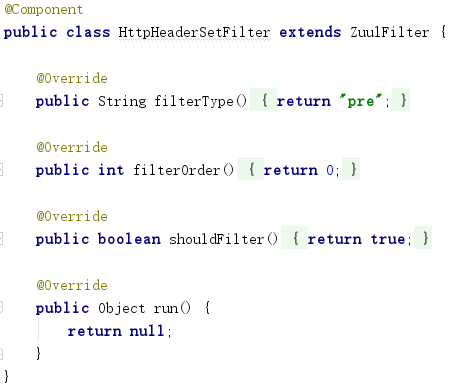 @Component
public class HttpHeaderSetFilter extends ZuulFilter {
@Override
public String filterType() { return "pre"; }
@Override
public int filterOrder() { return 0; }
@Override
public boolean shouldFilter() { return true; }
@Override
public Object run() {
return null;
}
}